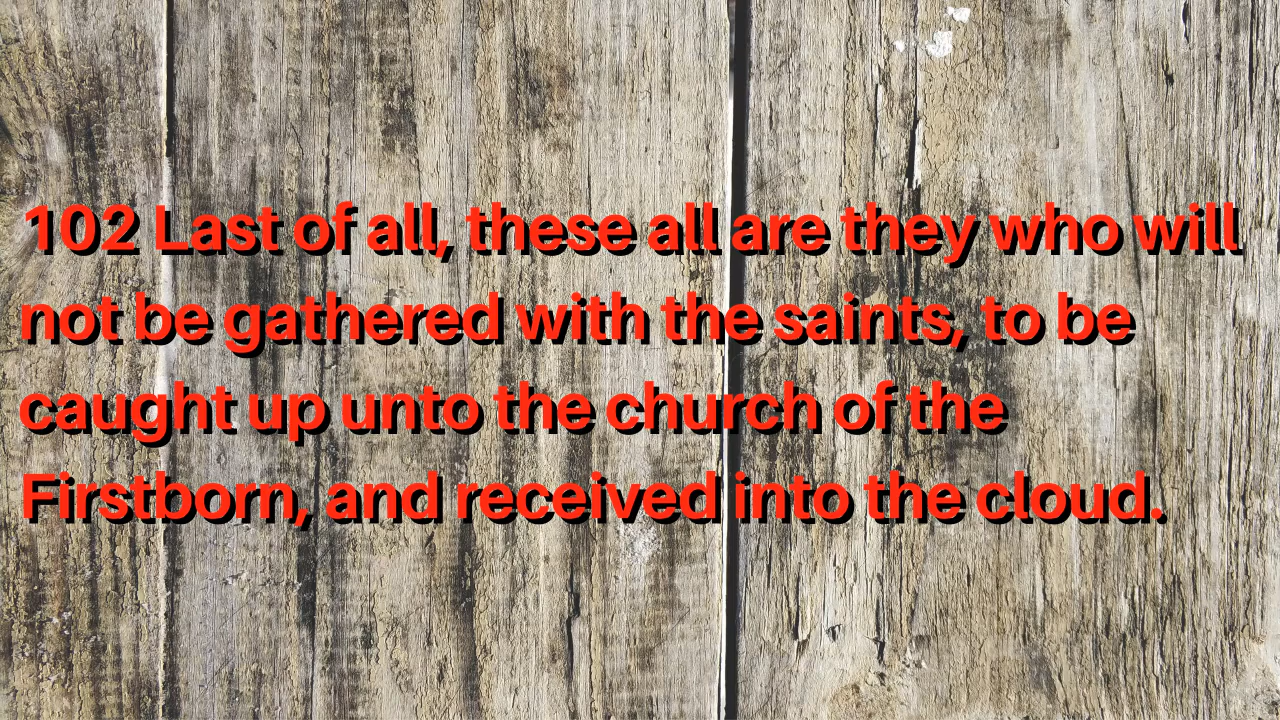 102 Last of all, these all are they who will
not be gathered with the saints, to be
caught up unto the church of the
Firstborn, and received into the cloud.